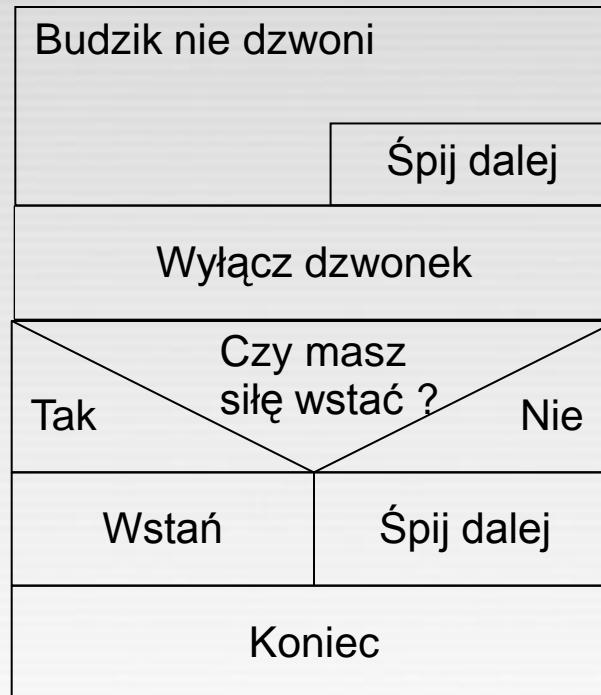 Budzik nie dzwoni
Śpij dalej
Wyłącz dzwonek
Czy masz
siłę wstać ?
Tak
Nie
Wstań
Śpij dalej
Koniec